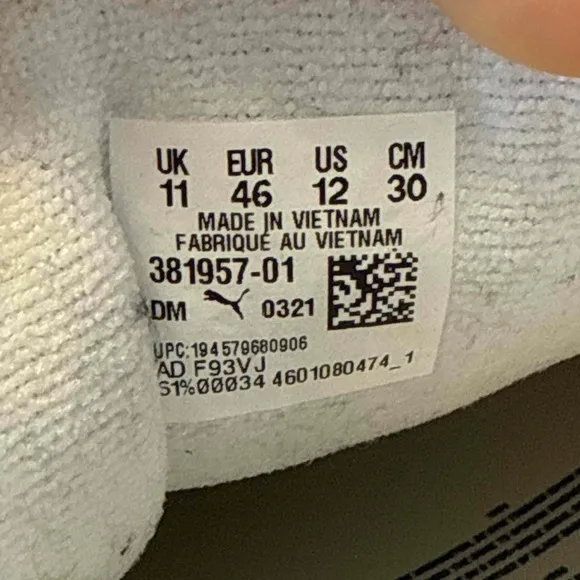 UK EUR US CM
11 46 12 30
MADE IN VIETNAM
FABRIQUÉ AU VIETNAM
381957-01
DM 0321
UPC:194579680906
AD F93VJ
S1%00034 4601080474_1